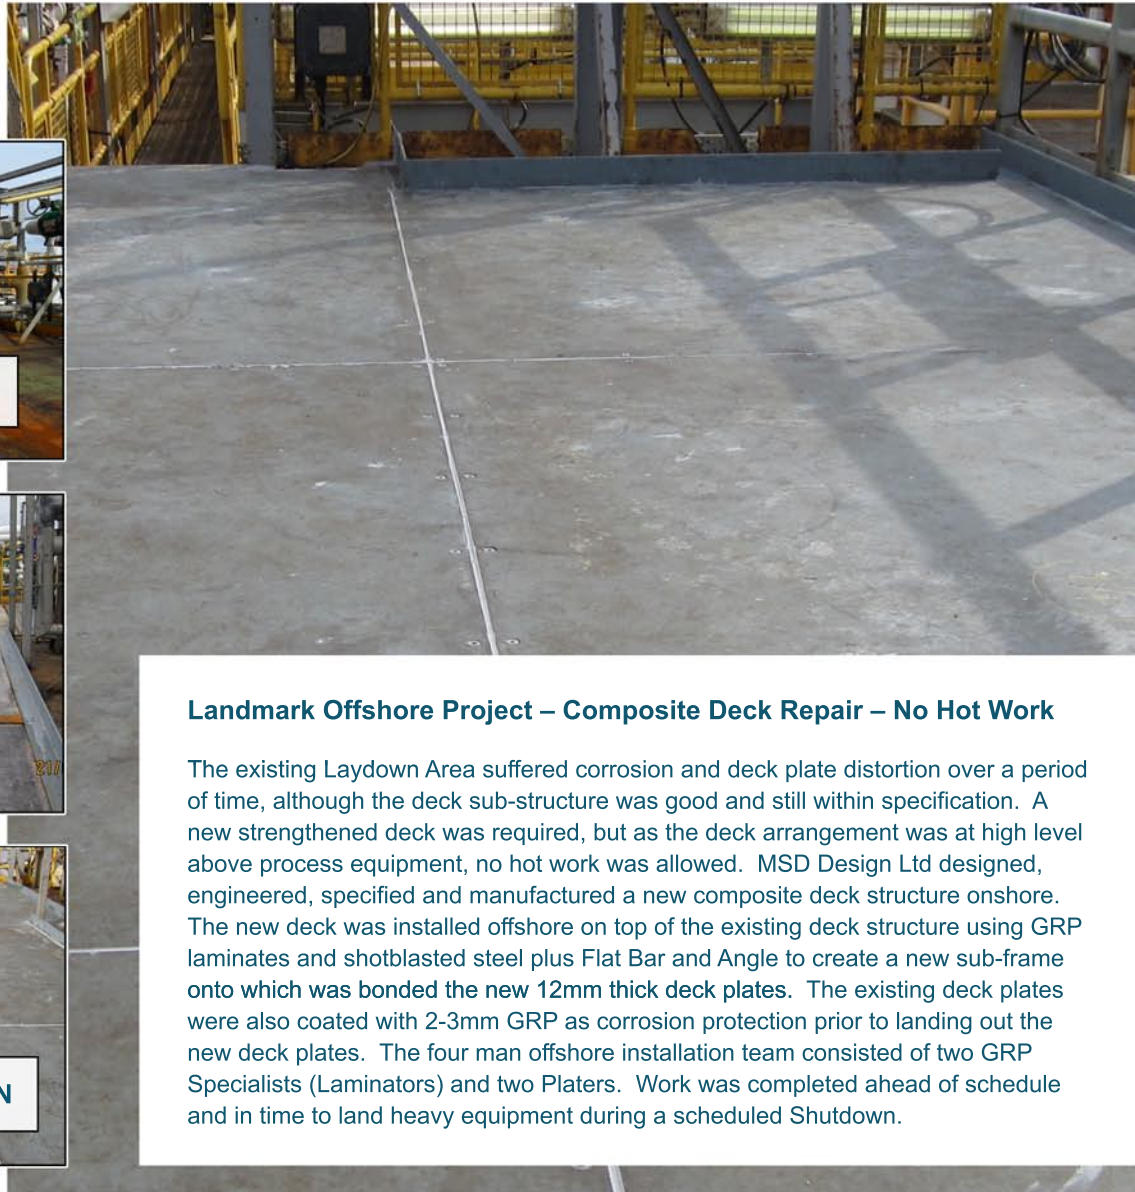 Landmark Offshore Project – Composite Deck Repair – No Hot Work
The existing Laydown Area suffered corrosion and deck plate distortion over a period
of time, although the deck sub-structure was good and still within specification.  A
new strengthened deck was required, but as the deck arrangement was at high level
above process equipment, no hot work was allowed.  MSD Design Ltd designed,
engineered, specified and manufactured a new composite deck structure onshore.
The new deck was installed offshore on top of the existing deck structure using GRP
laminates and shotblasted steel plus Flat Bar and Angle to create a new sub-frame
onto which was bonded the new 12mm thick deck plates.  The existing deck plates
were also coated with 2-3mm GRP as corrosion protection prior to landing out the
new deck plates.  The four man offshore installation team consisted of two GRP
Specialists (Laminators) and two Platers.  Work was completed ahead of schedule
and in time to land heavy equipment during a scheduled Shutdown.
21/
N